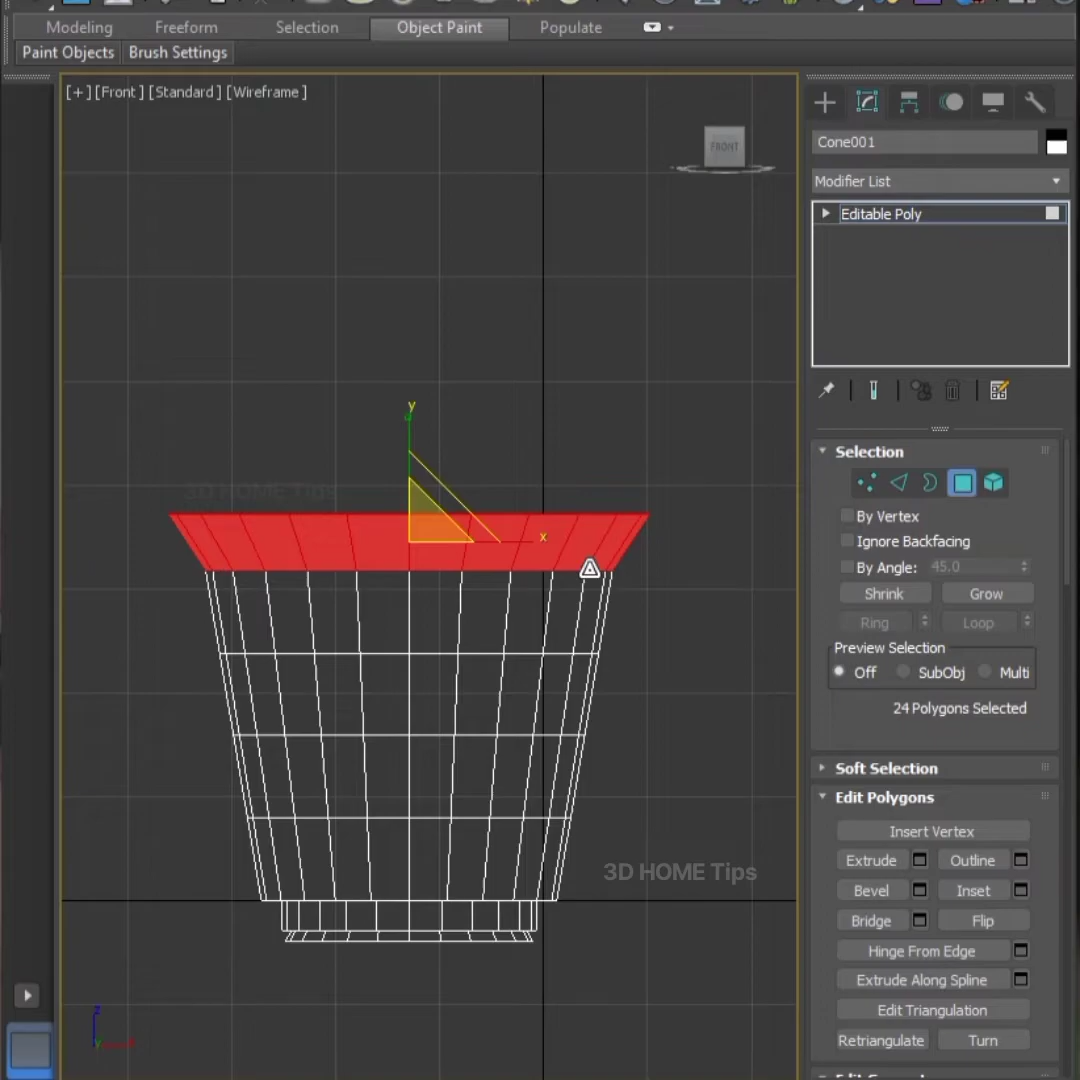 Modeling Freeform Selection Object Paint Populate
Paint Objects Brush Settings
[+] [Front] [Standard] [Wireframe]
FRONT
Cone001
Modifier List
Editable Poly
y
3D HOME Tips
x
Selection
By Vertex
Ignore Backfacing
By Angle: 45.0
Shrink Grow
Ring Loop
Preview Selection
Off SubObj Multi
24 Polygons Selected
Soft Selection
Edit Polygons
Insert Vertex
Extrude Outline
3D HOME Tips
Bevel Inset
Bridge Flip
Hinge From Edge
Extrude Along Spline
Edit Triangulation
Retriangulate Turn
z
y
x